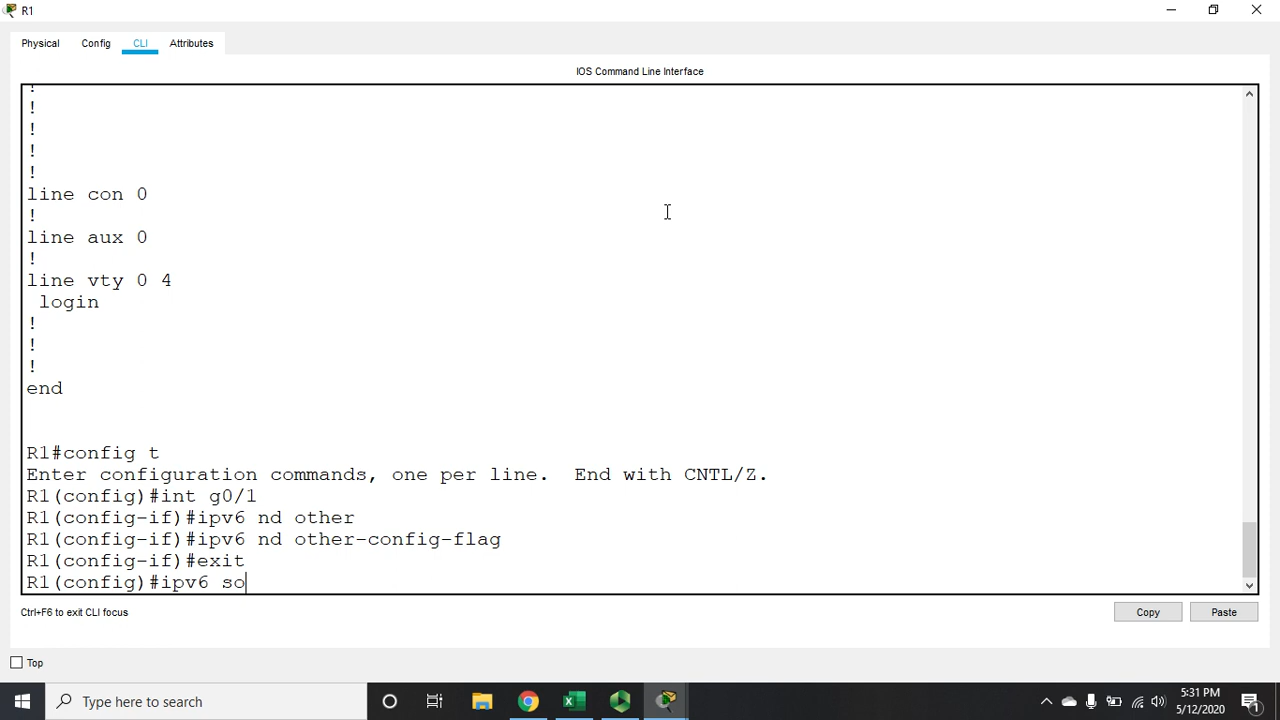 R1
Physical
Config
CLI
Attributes
IOS Command Line Interface
!
!
!
!
!
line con 0
!
line aux 0
!
line vty 0 4
login
!
!
!
end
R1#config t
Enter configuration commands, one per line. End with CNTL/Z.
R1(config)#int g0/1
R1(config-if)#ipv6 nd other
R1(config-if)#ipv6 nd other-config-flag
R1(config-if)#exit
R1(config)#ipv6 so
Ctrl+F6 to exit CLI focus
Copy
Paste
Top
Type here to search
5:31 PM
5/12/2020
1